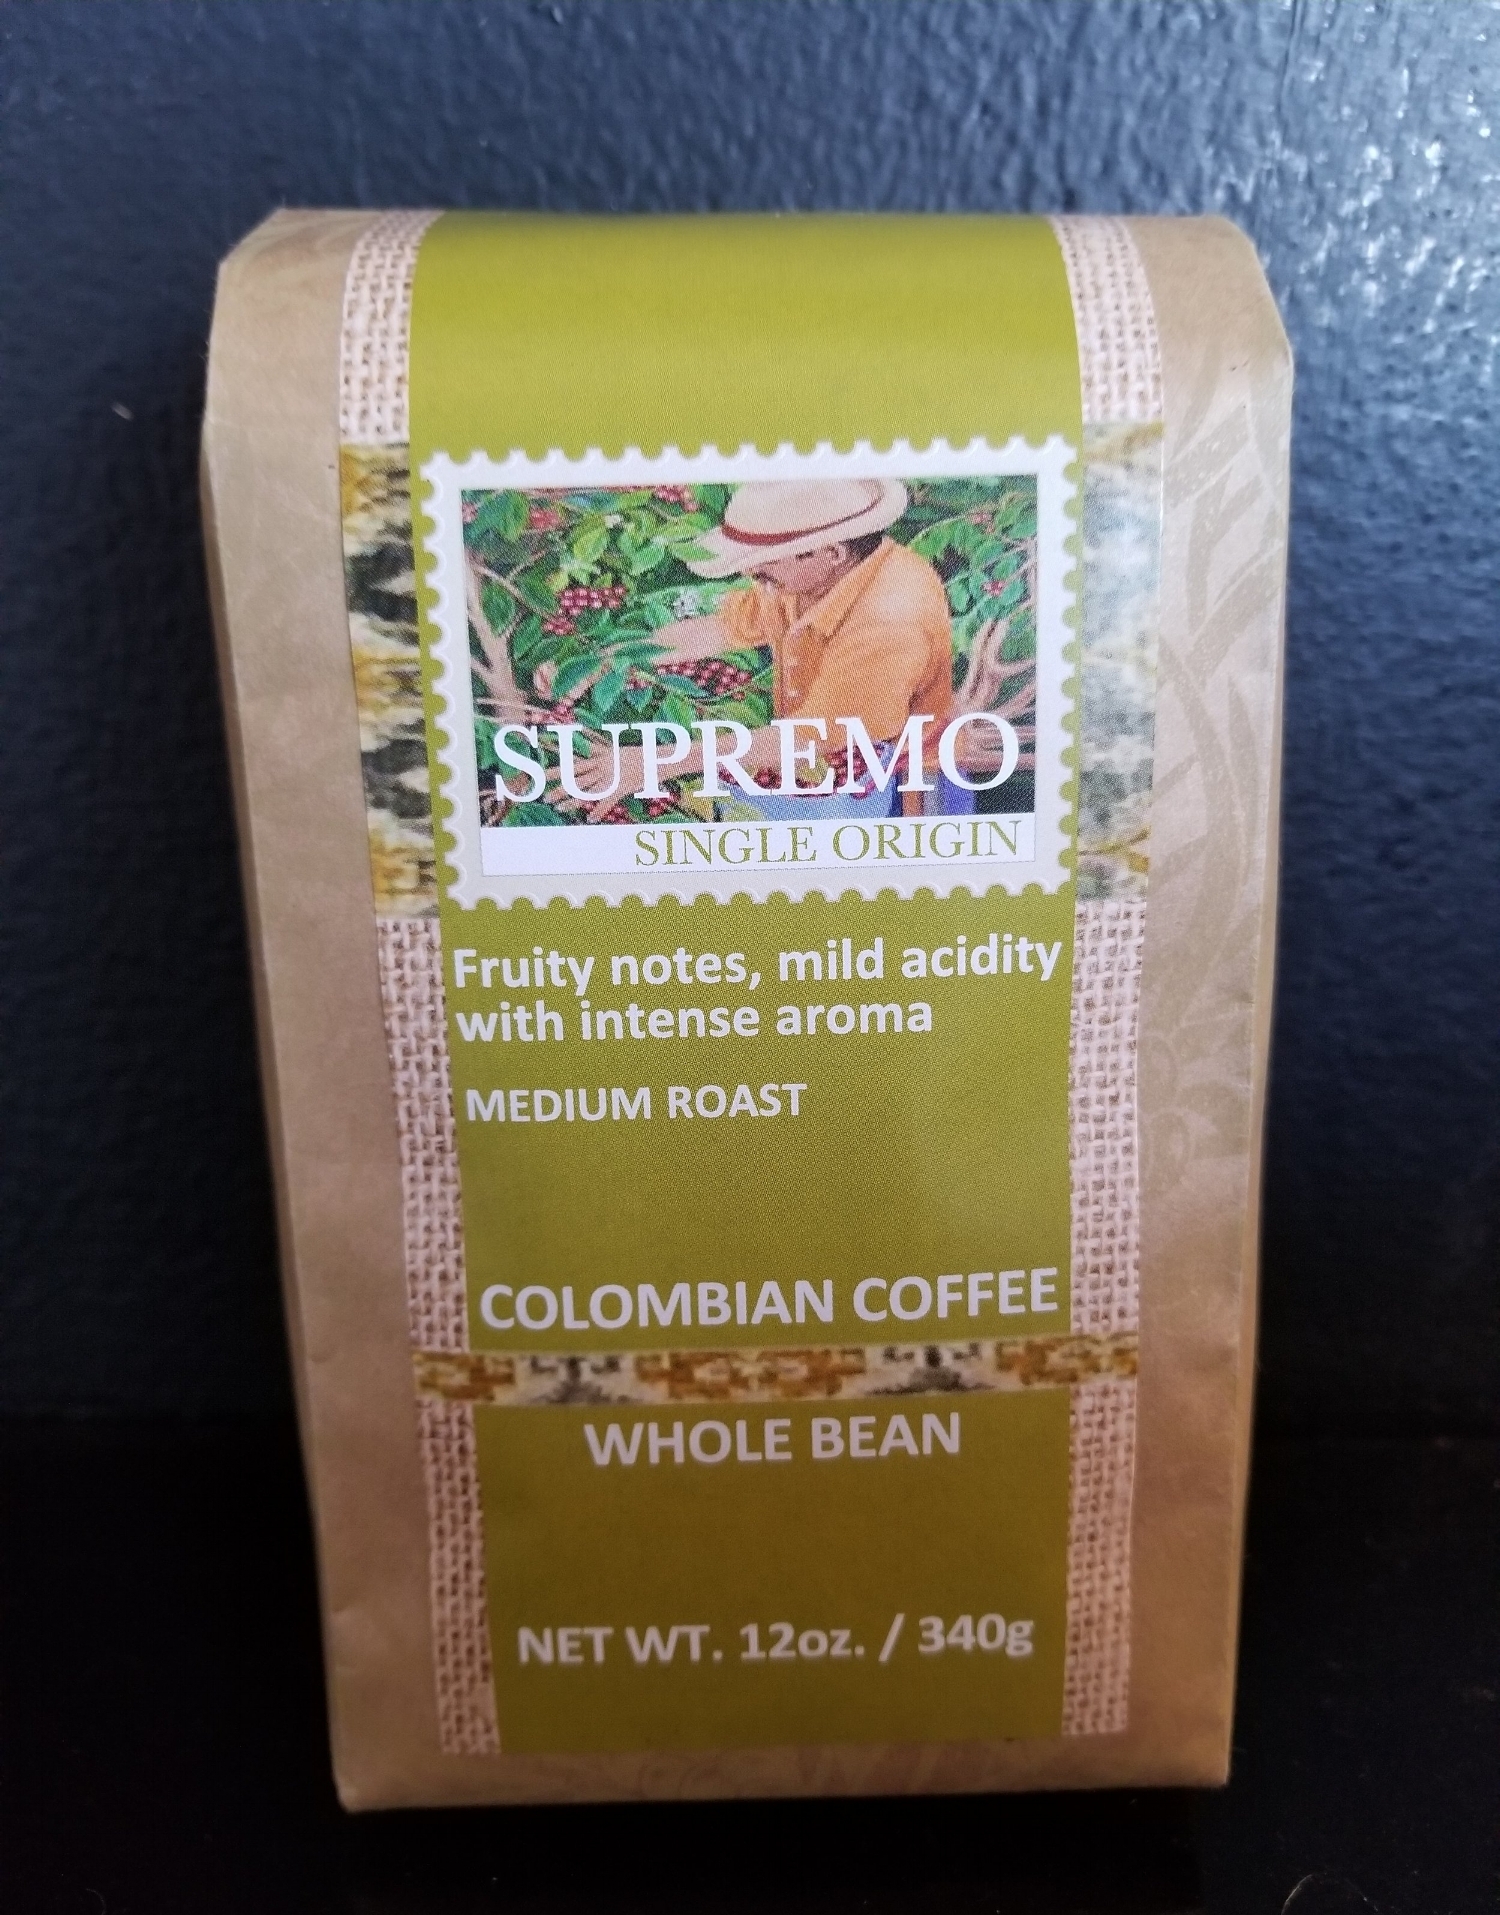 SUPREMO
SINGLE ORIGIN
Fruity notes, mild acidity
with intense aroma
MEDIUM ROAST
COLOMBIAN COFFEE
WHOLE BEAN
NET WT. 12oz. / 340g